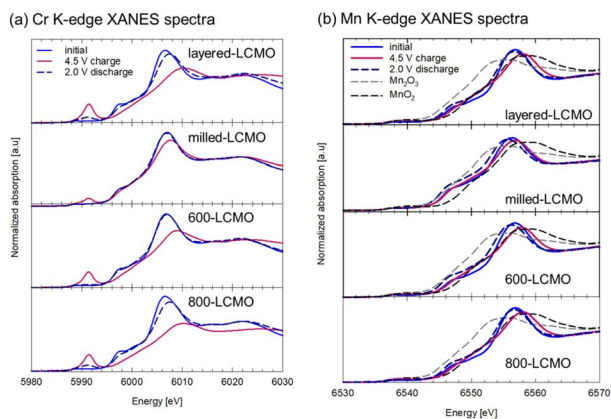 (a) Cr K-edge XANES spectra
initial
4.5 V charge
2.0 V discharge
layered-LCMO
milled-LCMO
600-LCMO
800-LCMO
Normalized absorption [a.u]
5980 5990 6000 6010 6020 6030
Energy [eV]
(b) Mn K-edge XANES spectra
initial
4.5 V charge
2.0 V discharge
Mn₂O₃
MnO₂
layered-LCMO
milled-LCMO
600-LCMO
800-LCMO
Normalized absorption [a.u]
6530 6540 6550 6560 6570
Energy [eV]